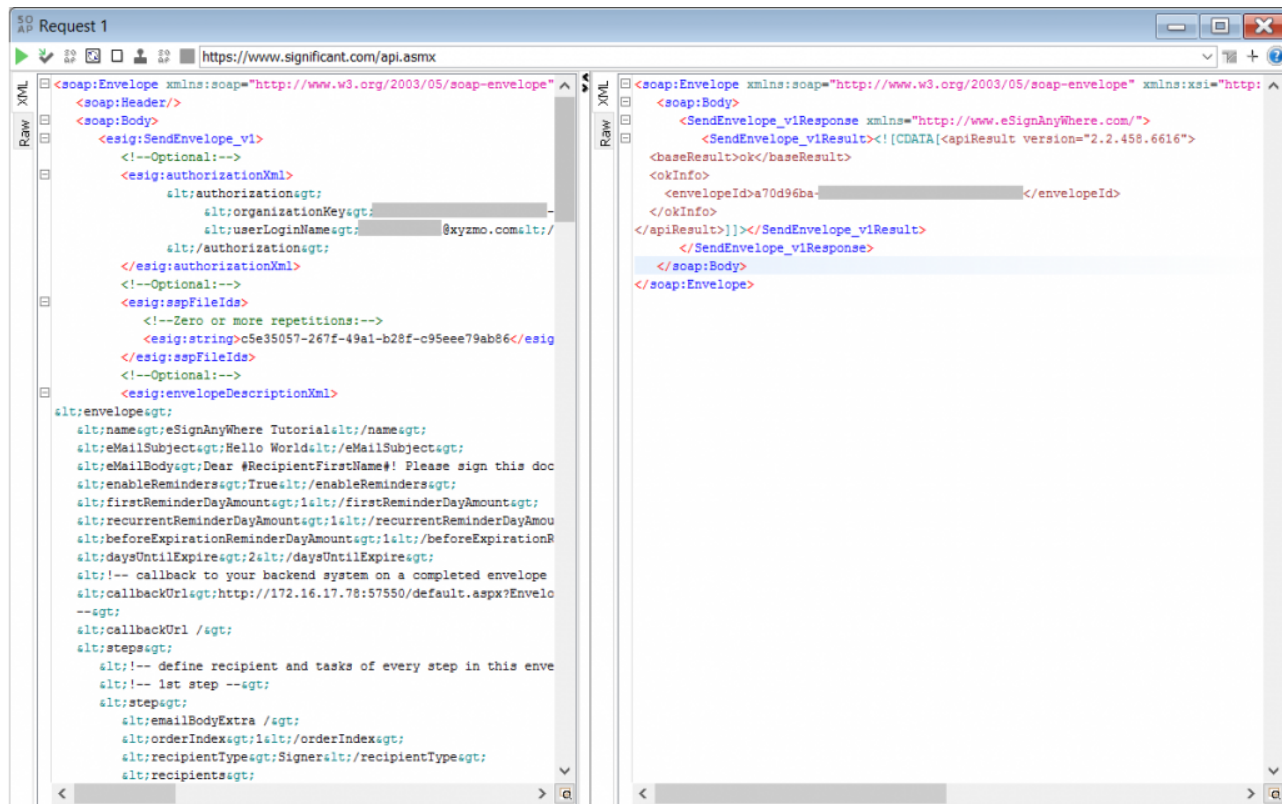 SO
AP Request 1
https://www.significant.com/api.asmx
XML
Raw
<soap:Envelope xmlns:soap="http://www.w3.org/2003/05/soap-envelope"
<soap:Header/>
<soap:Body>
<esig:SendEnvelope_v1>
<!--Optional:-->
<esig:authorizationXml>
&lt;authorization&gt;
&lt;organizationKey&gt; -
&lt;userLoginName&gt; @xyzmo.com&lt;/
&lt;/authorization&gt;
</esig:authorizationXml>
<!--Optional:-->
<esig:sspFileIds>
<!--Zero or more repetitions:-->
<esig:string>c5e35057-267f-49a1-b28f-c95eee79ab86</esig
</esig:sspFileIds>
<!--Optional:-->
<esig:envelopeDescriptionXml>
&lt;envelope&gt;
&lt;name&gt;eSignAnyWhere Tutorial&lt;/name&gt;
&lt;eMailSubject&gt;Hello World&lt;/eMailSubject&gt;
&lt;eMailBody&gt;Dear #RecipientFirstName#! Please sign this doc
&lt;enableReminders&gt;True&lt;/enableReminders&gt;
&lt;firstReminderDayAmount&gt;1&lt;/firstReminderDayAmount&gt;
&lt;recurrentReminderDayAmount&gt;1&lt;/recurrentReminderDayAmou
&lt;beforeExpirationReminderDayAmount&gt;1&lt;/beforeExpirationR
&lt;daysUntilExpire&gt;2&lt;/daysUntilExpire&gt;
&lt;!-- callback to your backend system on a completed envelope
&lt;callbackUrl&gt;http://172.16.17.78:57550/default.aspx?Envelo
--&gt;
&lt;callbackUrl /&gt;
&lt;steps&gt;
&lt;!-- define recipient and tasks of every step in this enve
&lt;!-- 1st step --&gt;
&lt;step&gt;
&lt;emailBodyExtra /&gt;
&lt;orderIndex&gt;1&lt;/orderIndex&gt;
&lt;recipientType&gt;Signer&lt;/recipientType&gt;
&lt;recipients&gt;
XML
Raw
<soap:Envelope xmlns:soap="http://www.w3.org/2003/05/soap-envelope" xmlns:xsi="http:
<soap:Body>
<SendEnvelope_v1Response xmlns="http://www.eSignAnyWhere.com/">
<SendEnvelope_v1Result><![CDATA[<apiResult version="2.2.458.6616">
<baseResult>ok</baseResult>
<okInfo>
<envelopeId>a70d96ba- </envelopeId>
</okInfo>
</apiResult>]]></SendEnvelope_v1Result>
</SendEnvelope_v1Response>
</soap:Body>
</soap:Envelope>